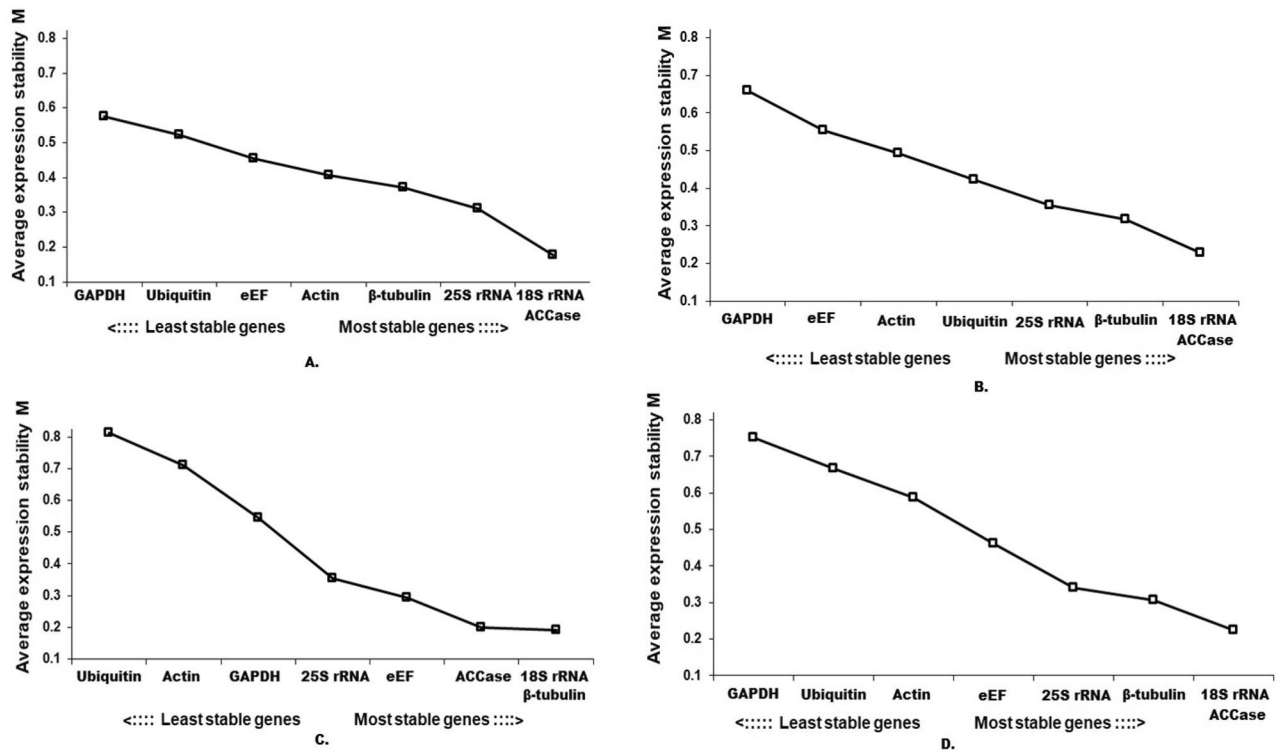 Average expression stability M
0.8
0.7
0.6
0.5
0.4
0.3
0.2
0.1
GAPDH Ubiquitin eEF Actin β-tubulin 25S rRNA 18S rRNA
ACCase
<:::: Least stable genes Most stable genes ::::>
A.
Average expression stability M
0.8
0.7
0.6
0.5
0.4
0.3
0.2
0.1
GAPDH eEF Actin Ubiquitin 25S rRNA β-tubulin 18S rRNA
ACCase
<::::: Least stable genes Most stable genes ::::>
B.
Average expression stability M
0.8
0.7
0.6
0.5
0.4
0.3
0.2
0.1
Ubiquitin Actin GAPDH 25S rRNA eEF ACCase 18S rRNA
β-tubulin
<:::: Least stable genes Most stable genes ::::>
C.
Average expression stability M
0.8
0.7
0.6
0.5
0.4
0.3
0.2
0.1
GAPDH Ubiquitin Actin eEF 25S rRNA β-tubulin 18S rRNA
ACCase
<::::: Least stable genes Most stable genes ::::>
D.